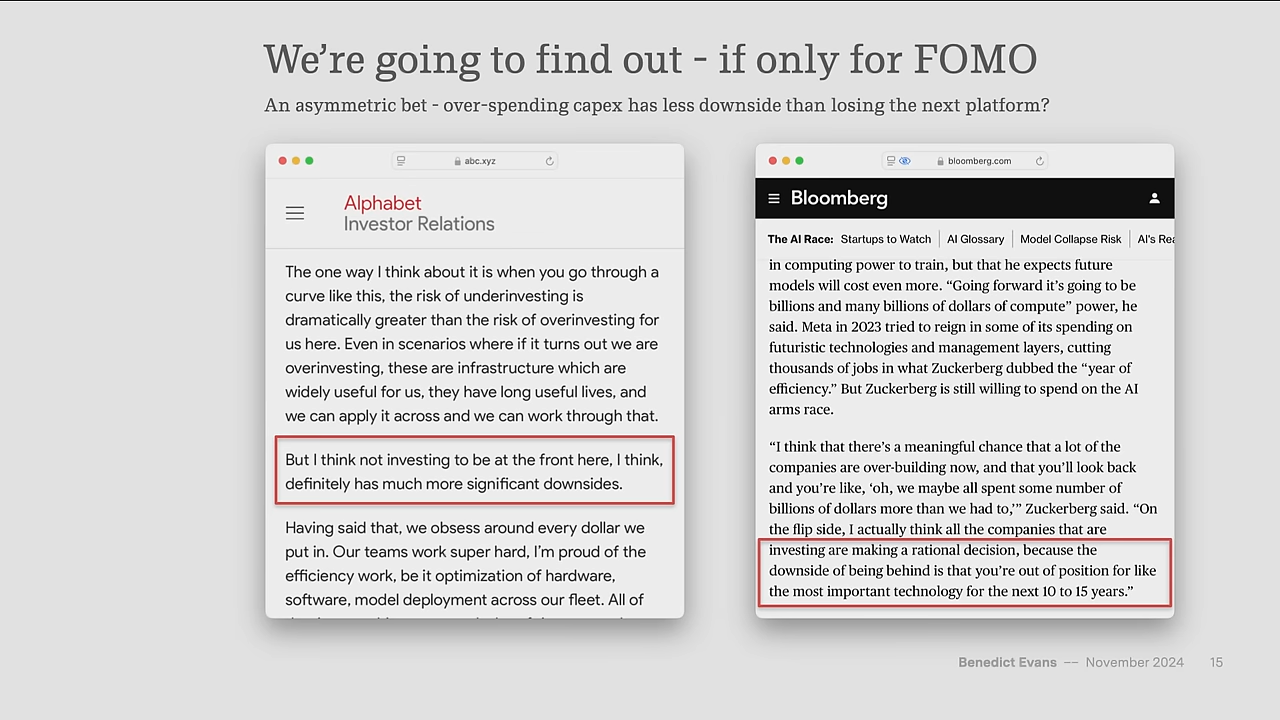 We're going to find out - if only for FOMO
An asymmetric bet - over-spending capex has less downside than losing the next platform?
abc.xyz
Alphabet
Investor Relations
The one way I think about it is when you go through a
curve like this, the risk of underinvesting is
dramatically greater than the risk of overinvesting for
us here. Even in scenarios where if it turns out we are
overinvesting, these are infrastructure which are
widely useful for us, they have long useful lives, and
we can apply it across and we can work through that.
But I think not investing to be at the front here, I think,
definitely has much more significant downsides.
Having said that, we obsess around every dollar we
put in. Our teams work super hard, I'm proud of the
efficiency work, be it optimization of hardware,
software, model deployment across our fleet. All of
bloomberg.com
Bloomberg
The AI Race: Startups to Watch AI Glossary Model Collapse Risk AI's Rea
in computing power to train, but that he expects future
models will cost even more. “Going forward it's going to be
billions and many billions of dollars of compute” power, he
said. Meta in 2023 tried to reign in some of its spending on
futuristic technologies and management layers, cutting
thousands of jobs in what Zuckerberg dubbed the “year of
efficiency.” But Zuckerberg is still willing to spend on the AI
arms race.
“I think that there's a meaningful chance that a lot of the
companies are over-building now, and that you'll look back
and you're like, ‘oh, we maybe all spent some number of
billions of dollars more than we had to,’” Zuckerberg said. “On
the flip side, I actually think all the companies that are
investing are making a rational decision, because the
downside of being behind is that you're out of position for like
the most important technology for the next 10 to 15 years.”
Benedict Evans –– November 2024 15